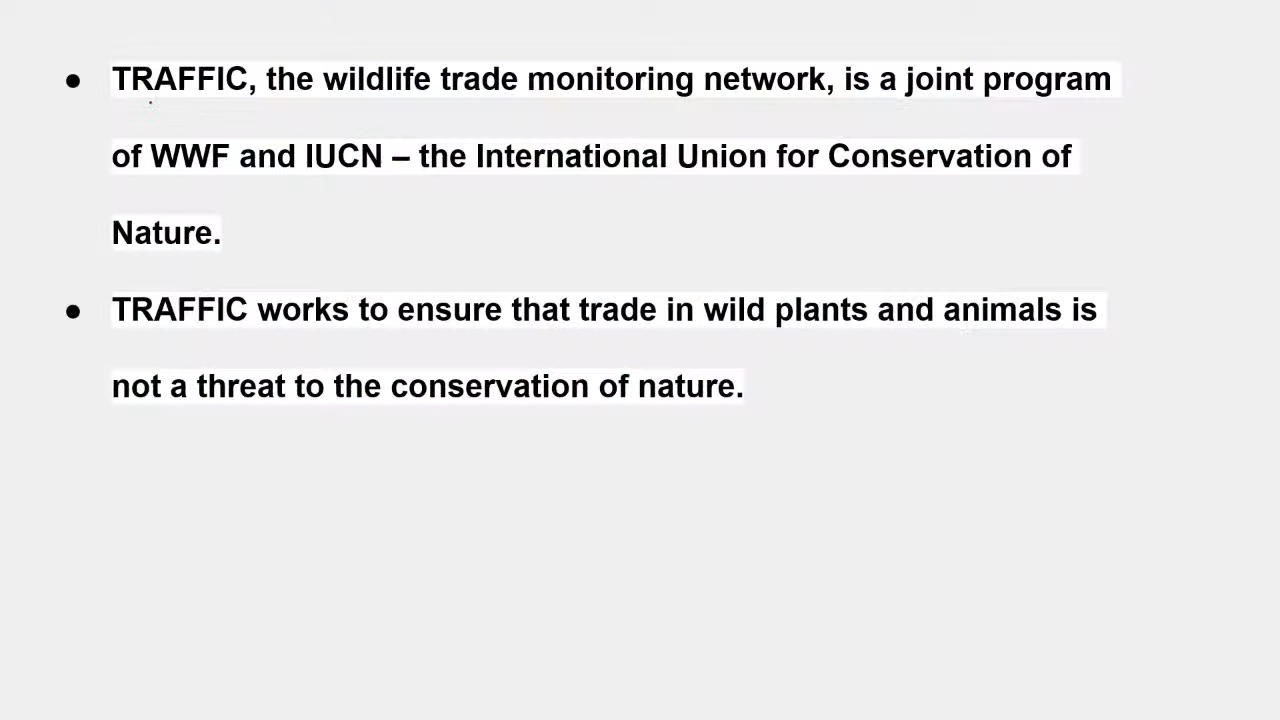 ● TRAFFIC, the wildlife trade monitoring network, is a joint program
of WWF and IUCN – the International Union for Conservation of
Nature.
● TRAFFIC works to ensure that trade in wild plants and animals is
not a threat to the conservation of nature.